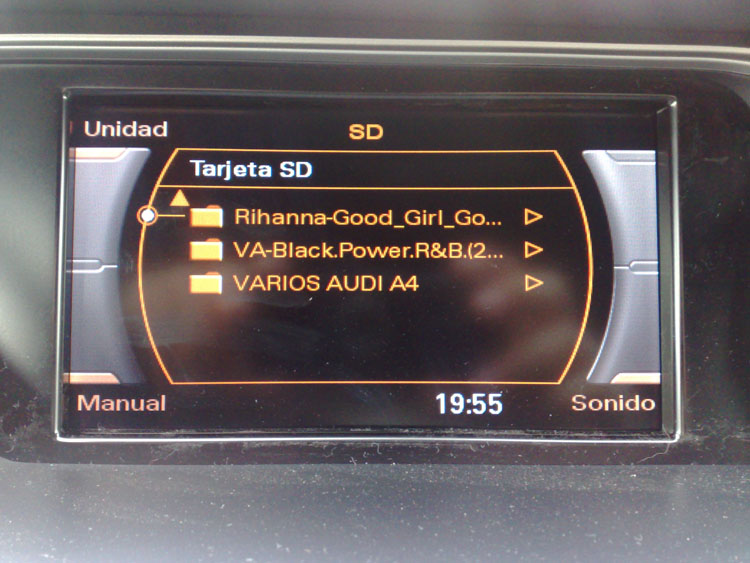 Unidad
SD
Tarjeta SD
Rihanna-Good_Girl_Go...
VA-Black.Power.R&B.(2...
VARIOS AUDI A4
Manual
19:55
Sonido